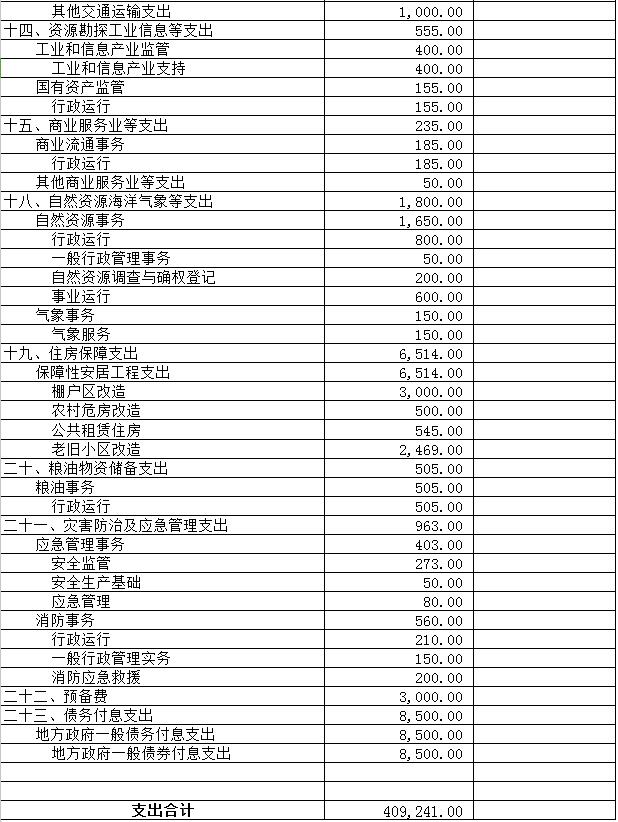 其他交通运输支出 1,000.00
十四、资源勘探工业信息等支出 555.00
工业和信息产业监管 400.00
工业和信息产业支持 400.00
国有资产监管 155.00
行政运行 155.00
十五、商业服务业等支出 235.00
商业流通事务 185.00
行政运行 185.00
其他商业服务业等支出 50.00
十八、自然资源海洋气象等支出 1,800.00
自然资源事务 1,650.00
行政运行 800.00
一般行政管理事务 50.00
自然资源调查与确权登记 200.00
事业运行 600.00
气象事务 150.00
气象服务 150.00
十九、住房保障支出 6,514.00
保障性安居工程支出 6,514.00
棚户区改造 3,000.00
农村危房改造 500.00
公共租赁住房 545.00
老旧小区改造 2,469.00
二十、粮油物资储备支出 505.00
粮油事务 505.00
行政运行 505.00
二十一、灾害防治及应急管理支出 963.00
应急管理事务 403.00
安全监管 273.00
安全生产基础 50.00
应急管理 80.00
消防事务 560.00
行政运行 210.00
一般行政管理实务 150.00
消防应急救援 200.00
二十二、预备费 3,000.00
二十三、债务付息支出 8,500.00
地方政府一般债务付息支出 8,500.00
地方政府一般债券付息支出 8,500.00
支出合计 409,241.00